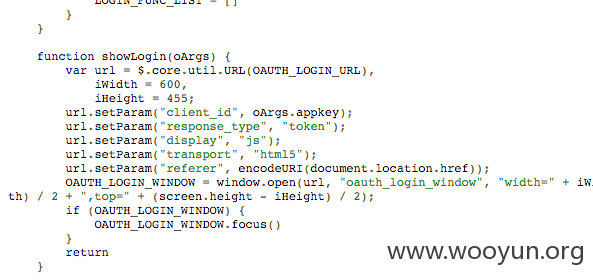 LOGIN_FUNC_LIST = []
}
}
function showLogin(oArgs) {
var url = $.core.util.URL(OAUTH_LOGIN_URL),
iWidth = 600,
iHeight = 455;
url.setParam("client_id", oArgs.appkey);
url.setParam("response_type", "token");
url.setParam("display", "js");
url.setParam("transport", "html5");
url.setParam("referer", encodeURI(document.location.href));
OAUTH_LOGIN_WINDOW = window.open(url, "oauth_login_window", "width=" + iW
th) / 2 + ",top=" + (screen.height - iHeight) / 2);
if (OAUTH_LOGIN_WINDOW) {
OAUTH_LOGIN_WINDOW.focus()
}
return
}
www.wooyun.org